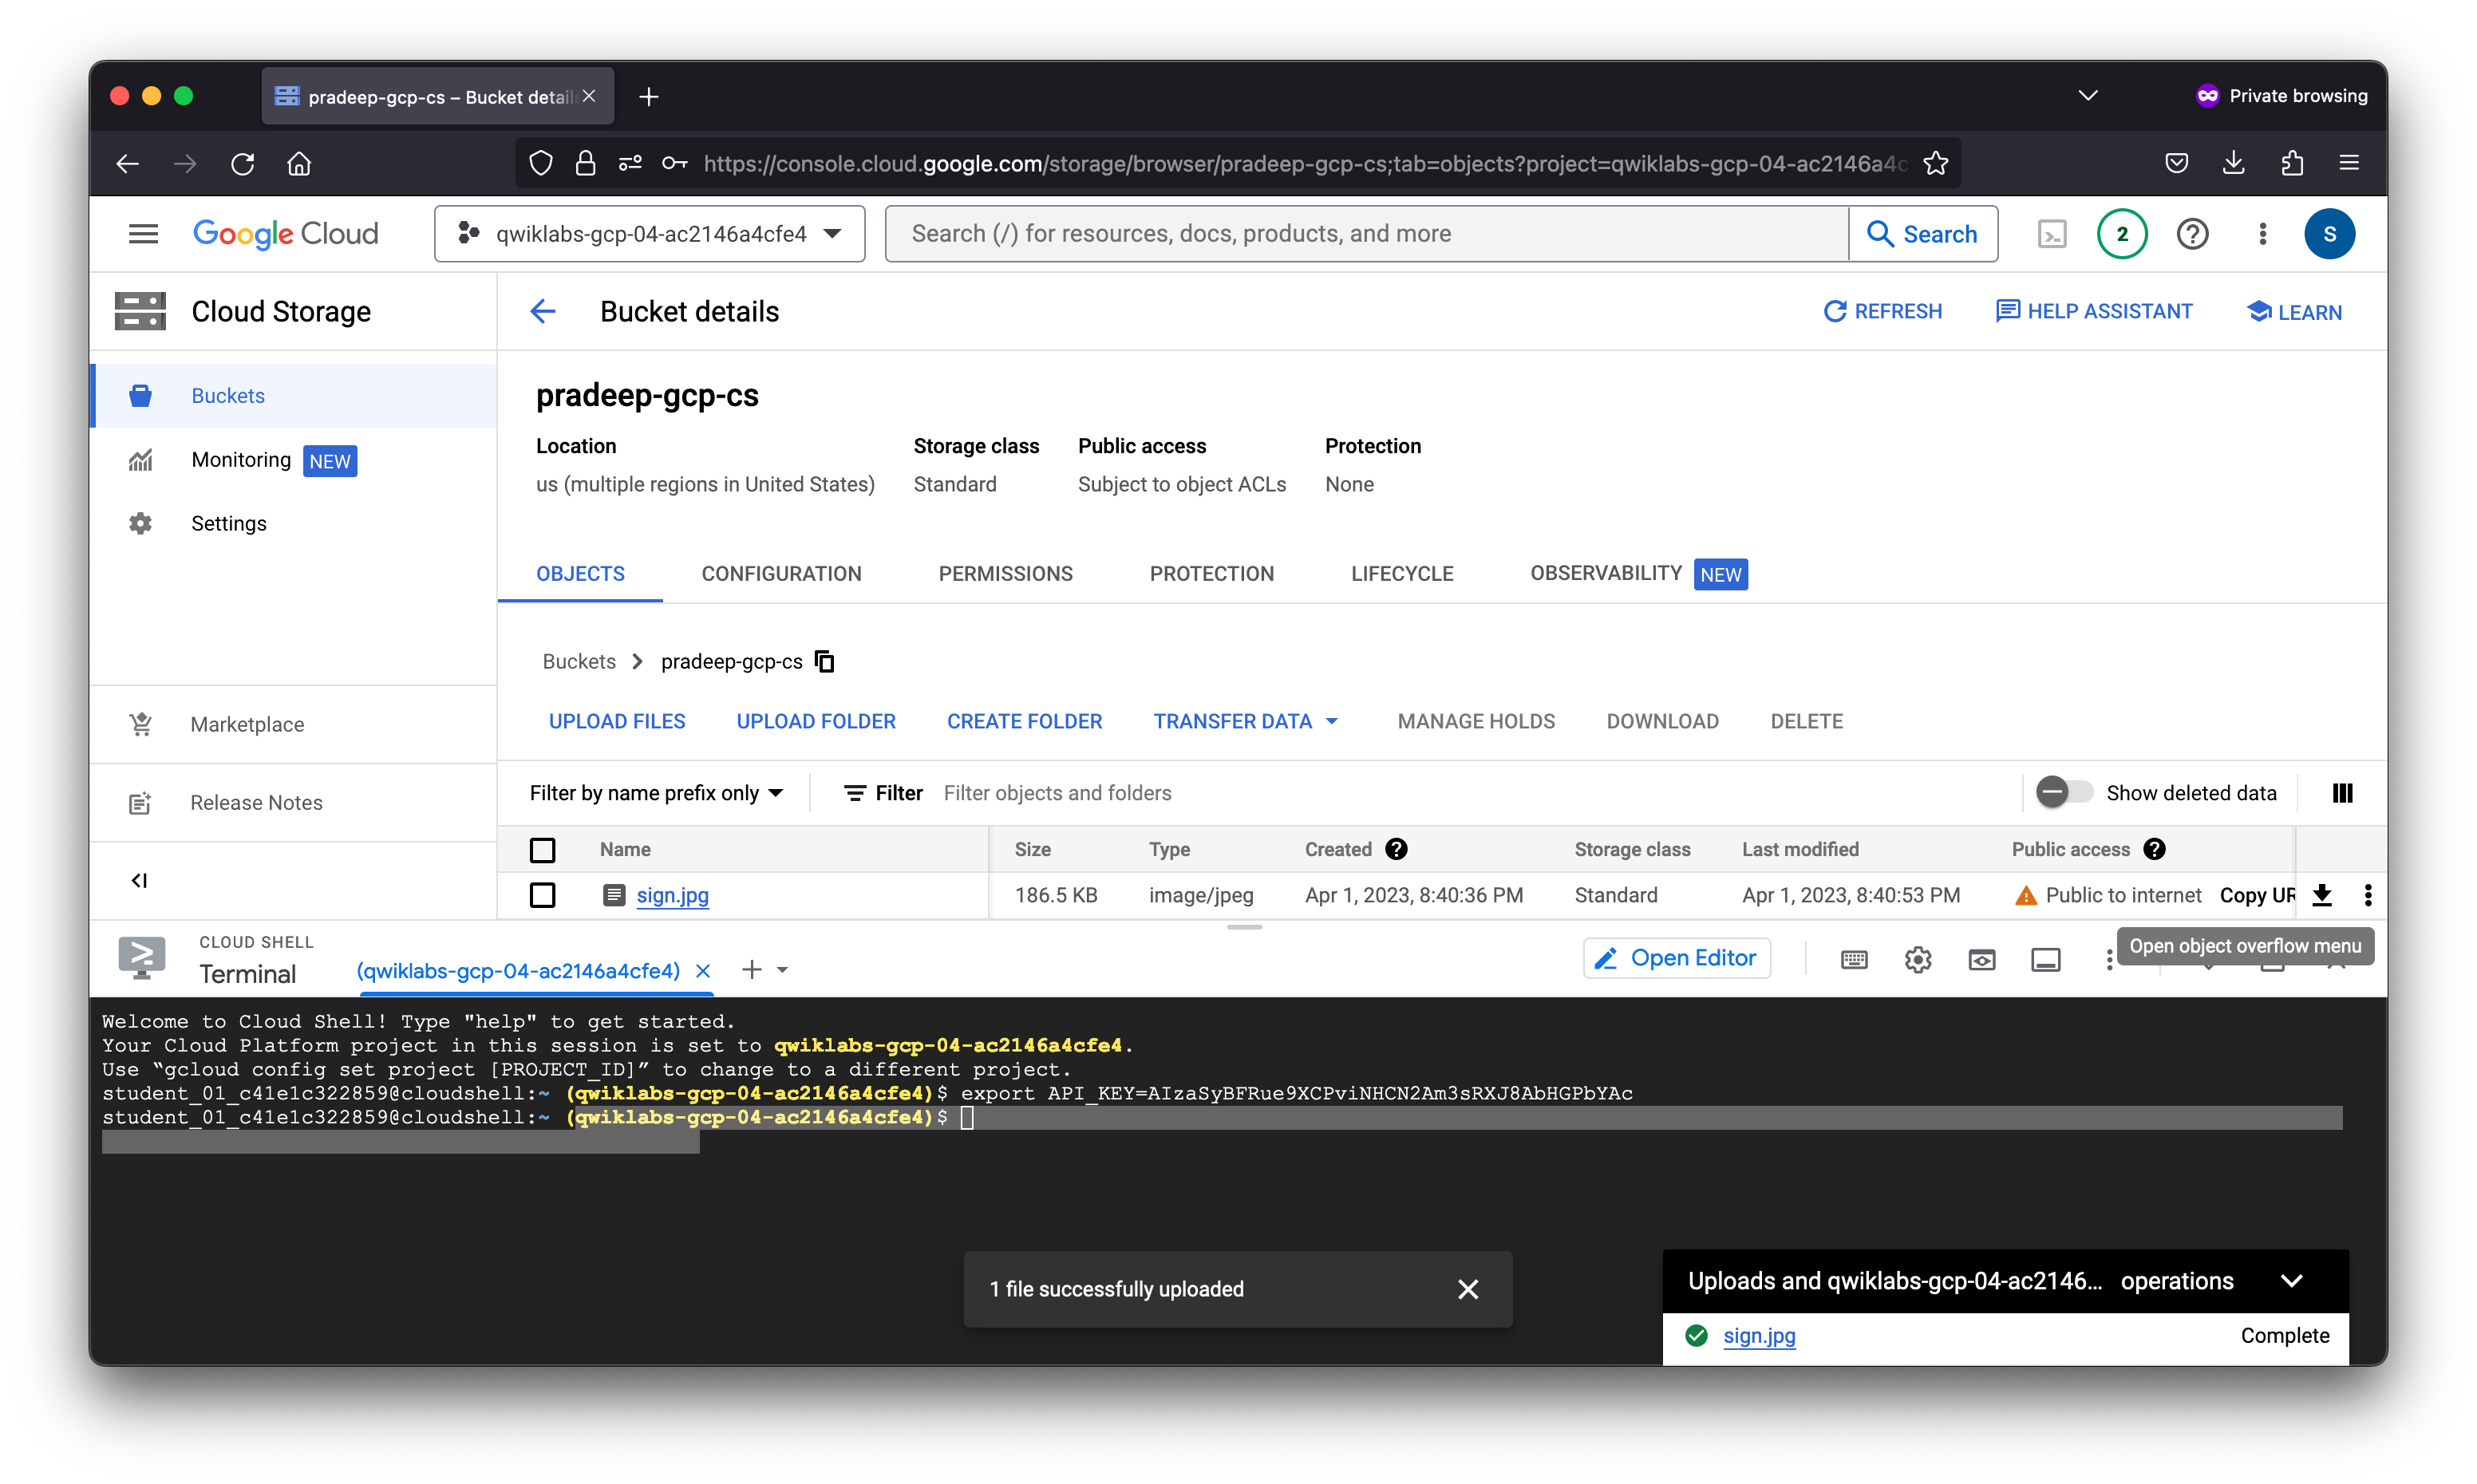 pradeep-gcp-cs – Bucket detail
Private browsing
https://console.cloud.google.com/storage/browser/pradeep-gcp-cs;tab=objects?project=qwiklabs-gcp-04-ac2146a4c
Google Cloud
qwiklabs-gcp-04-ac2146a4cfe4
Search (/) for resources, docs, products, and more
Search
2
S
Cloud Storage
Bucket details
REFRESH
HELP ASSISTANT
LEARN
Buckets
Monitoring NEW
Settings
Marketplace
Release Notes
pradeep-gcp-cs
Location Storage class Public access Protection
us (multiple regions in United States) Standard Subject to object ACLs None
OBJECTS CONFIGURATION PERMISSIONS PROTECTION LIFECYCLE OBSERVABILITY NEW
Buckets > pradeep-gcp-cs
UPLOAD FILES UPLOAD FOLDER CREATE FOLDER TRANSFER DATA MANAGE HOLDS DOWNLOAD DELETE
Filter by name prefix only Filter Filter objects and folders Show deleted data
Name Size Type Created Storage class Last modified Public access
sign.jpg 186.5 KB image/jpeg Apr 1, 2023, 8:40:36 PM Standard Apr 1, 2023, 8:40:53 PM Public to internet Copy UR
Open object overflow menu
CLOUD SHELL
Terminal
(qwiklabs-gcp-04-ac2146a4cfe4)
Open Editor
Welcome to Cloud Shell! Type "help" to get started.
Your Cloud Platform project in this session is set to qwiklabs-gcp-04-ac2146a4cfe4.
Use “gcloud config set project [PROJECT_ID]” to change to a different project.
student_01_c41e1c322859@cloudshell:~ (qwiklabs-gcp-04-ac2146a4cfe4)$ export API_KEY=AIzaSyBFRue9XCPviNHCN2Am3sRXJ8AbHGPbYAc
student_01_c41e1c322859@cloudshell:~ (qwiklabs-gcp-04-ac2146a4cfe4)$
1 file successfully uploaded
Uploads and qwiklabs-gcp-04-ac2146... operations
sign.jpg Complete